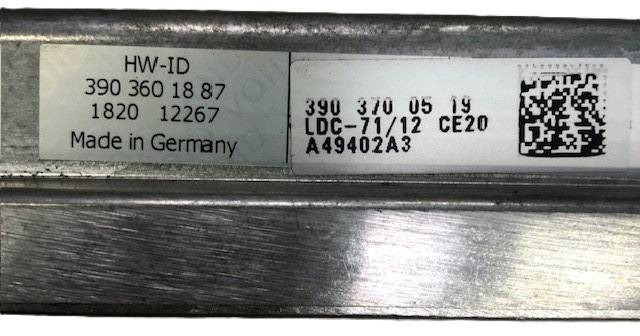 HW-ID
390 360 18 87
1820 12267
Made in Germany
390 370 05 19
LDC-71/12 CE20
A49402A3